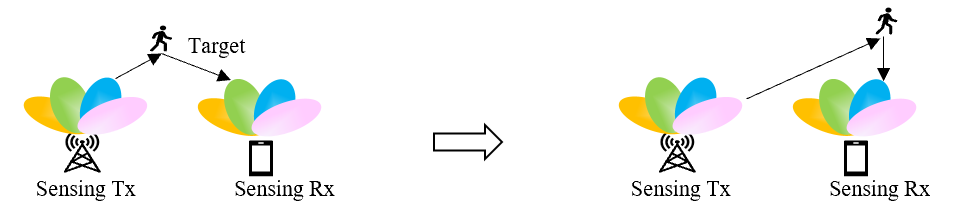 Target
Sensing Tx
Sensing Rx
Sensing Tx
Sensing Rx